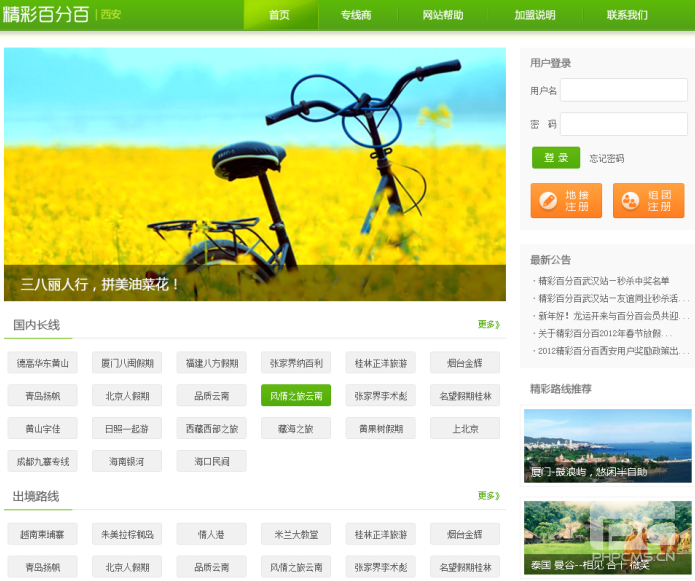 精彩百分百 | 西安
首页 专线商 网站帮助 加盟说明 联系我们
三八丽人行，拼美油菜花！
用户登录
用户名
密 码
登 录 忘记密码
地接注册 组团注册
最新公告
· 精彩百分百武汉站—秒杀中奖名单
· 精彩百分百武汉站—友谊同业秒杀活...
· 新年好！龙运开来与百分百会员共迎...
· 关于精彩百分百2012年春节放假...
· 2012精彩百分百西安用户奖励政策出...
国内长线 更多》
德高华东黄山 厦门八闽假期 福建八方假期 张家界纳百利 桂林正洋旅游 烟台金辉
青岛扬帆 北京人假期 品质云南 风情之旅云南 张家界李术彪 名望假期桂林
黄山宇佳 日照一起游 西藏西部之旅 藏海之旅 黄果树假期 上北京
成都九寨专线 海南银河 海口民间
精彩路线推荐
厦门-鼓浪屿，悠闲半自助
出境路线 更多》
越南柬埔寨 朱美拉棕榈岛 情人港 米兰大教堂 桂林正洋旅游 烟台金辉
青岛扬帆 北京人假期 品质云南 风情之旅云南 张家界李术彪 名望假期桂林
泰国 曼谷--相见 合十 微笑
PHPCMS.CN